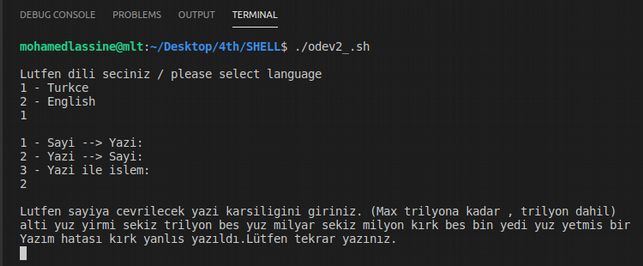 DEBUG CONSOLE PROBLEMS OUTPUT TERMINAL
mohamedlassine@mlt:~/Desktop/4th/SHELL$ ./odev2_.sh
Lutfen dili seciniz / please select language
1 - Turkce
2 - English
1
1 - Sayi --> Yazi:
2 - Yazi --> Sayi:
3 - Yazi ile islem:
2
Lutfen sayiya cevrilecek yazi karsiligini giriniz. (Max trilyona kadar , trilyon dahil)
alti yuz yirmi sekiz trilyon bes yuz milyar sekiz milyon kırk bes bin yedi yuz yetmis bir
Yazım hatası kırk yanlıs yazıldı.Lütfen tekrar yazınız.